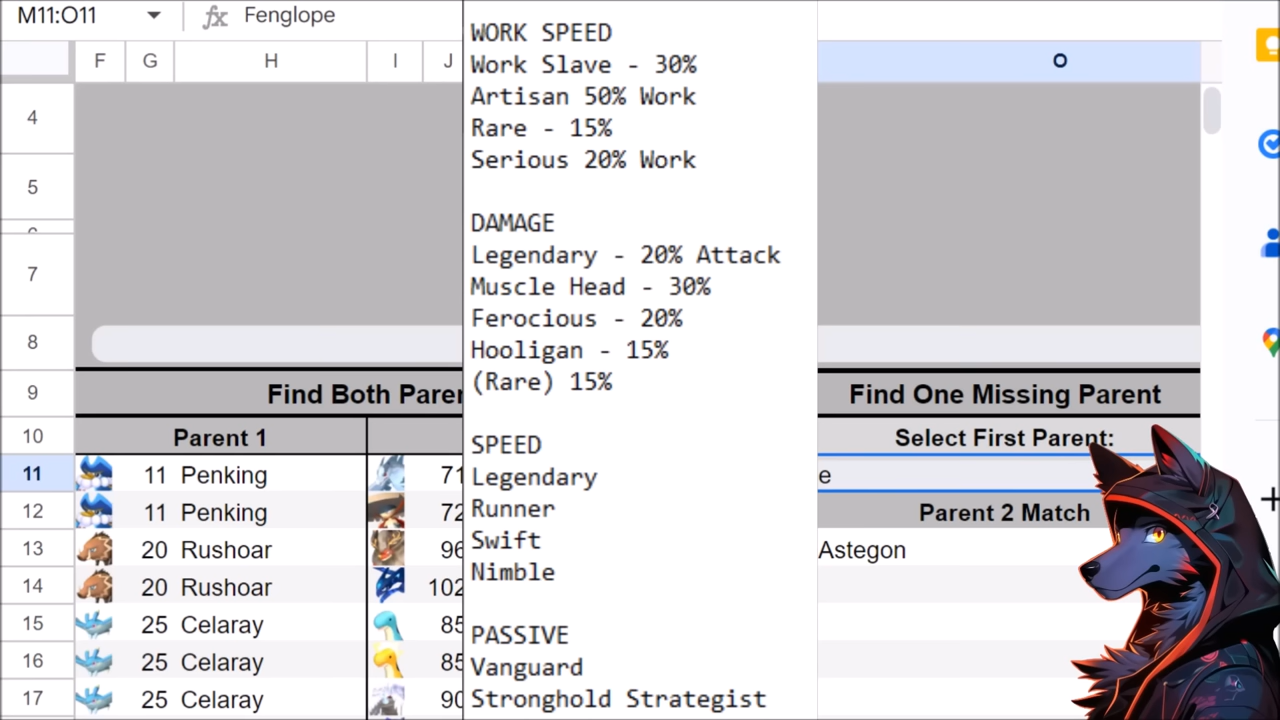 M11:O11 fx Fenglope
F G H I J O
4
5
6
7
8
9 Find Both Parer Find One Missing Parent
10 Parent 1 Select First Parent:
11 11 Penking 71 e
12 11 Penking 72 Parent 2 Match
13 20 Rushoar 96 Astegon
14 20 Rushoar 102
15 25 Celaray 85
16 25 Celaray 85
17 25 Celaray 90
WORK SPEED
Work Slave - 30%
Artisan 50% Work
Rare - 15%
Serious 20% Work
DAMAGE
Legendary - 20% Attack
Muscle Head - 30%
Ferocious - 20%
Hooligan - 15%
(Rare) 15%
SPEED
Legendary
Runner
Swift
Nimble
PASSIVE
Vanguard
Stronghold Strategist